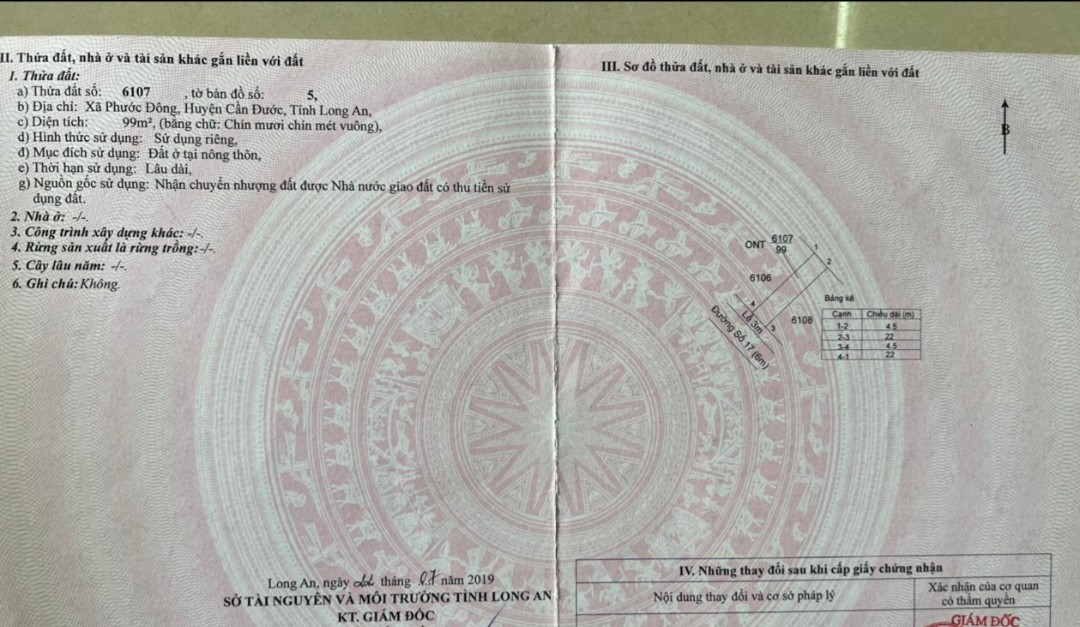 II. Thửa đất, nhà ở và tài sản khác gắn liền với đất
1. Thửa đất:
a) Thửa đất số: 6107 , tờ bản đồ số: 5,
b) Địa chỉ: Xã Phước Đông, Huyện Cần Đước, Tỉnh Long An,
c) Diện tích: 99m², (bằng chữ: Chín mươi chín mét vuông),
d) Hình thức sử dụng: Sử dụng riêng,
đ) Mục đích sử dụng: Đất ở tại nông thôn,
e) Thời hạn sử dụng: Lâu dài,
g) Nguồn gốc sử dụng: Nhận chuyển nhượng đất được Nhà nước giao đất có thu tiền sử
dụng đất.
2. Nhà ở: -/-.
3. Công trình xây dựng khác: -/-.
4. Rừng sản xuất là rừng trồng: -/-.
5. Cây lâu năm: -/-.
6. Ghi chú: Không.
Long An, ngày tháng 07 năm 2019
SỞ TÀI NGUYÊN VÀ MÔI TRƯỜNG TỈNH LONG AN
KT. GIÁM ĐỐC
III. Sơ đồ thửa đất, nhà ở và tài sản khác gắn liền với đất
B
ONT 6107
99
1
2
6106
4
Lề 3m
3
6108
Đường Số 17 (6m)
Bảng kê
Cạnh Chiều dài (m)
1-2 4.5
2-3 22
3-4 4.5
4-1 22
IV. Những thay đổi sau khi cấp giấy chứng nhận
Nội dung thay đổi và cơ sở pháp lý
Xác nhận của cơ quan
có thẩm quyền
GIÁM ĐỐC